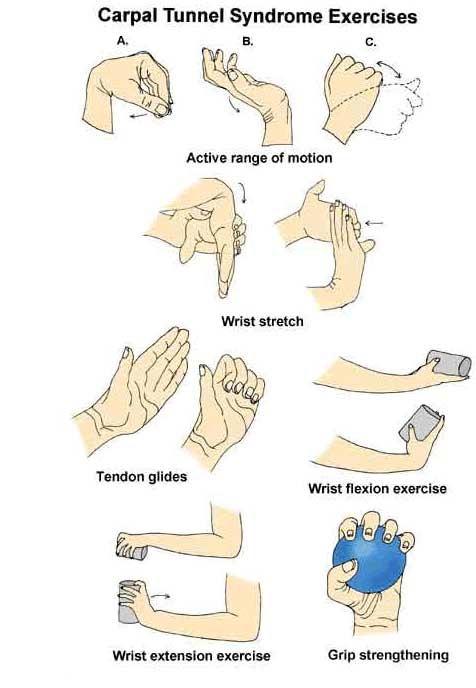 Carpal Tunnel Syndrome Exercises
A.
B.
C.
Active range of motion
Wrist stretch
Tendon glides
Wrist flexion exercise
Wrist extension exercise
Grip strengthening